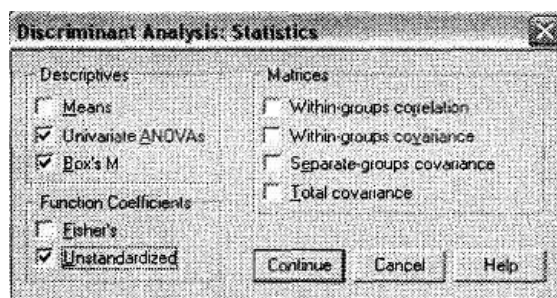 Discriminant Analysis: Statistics
Descriptives
Means
Univariate ANOVAs
Box's M
Function Coefficients
Fisher's
Unstandardized
Matrices
Within-groups correlation
Within-groups covariance
Separate-groups covariance
Total covariance
Continue Cancel Help